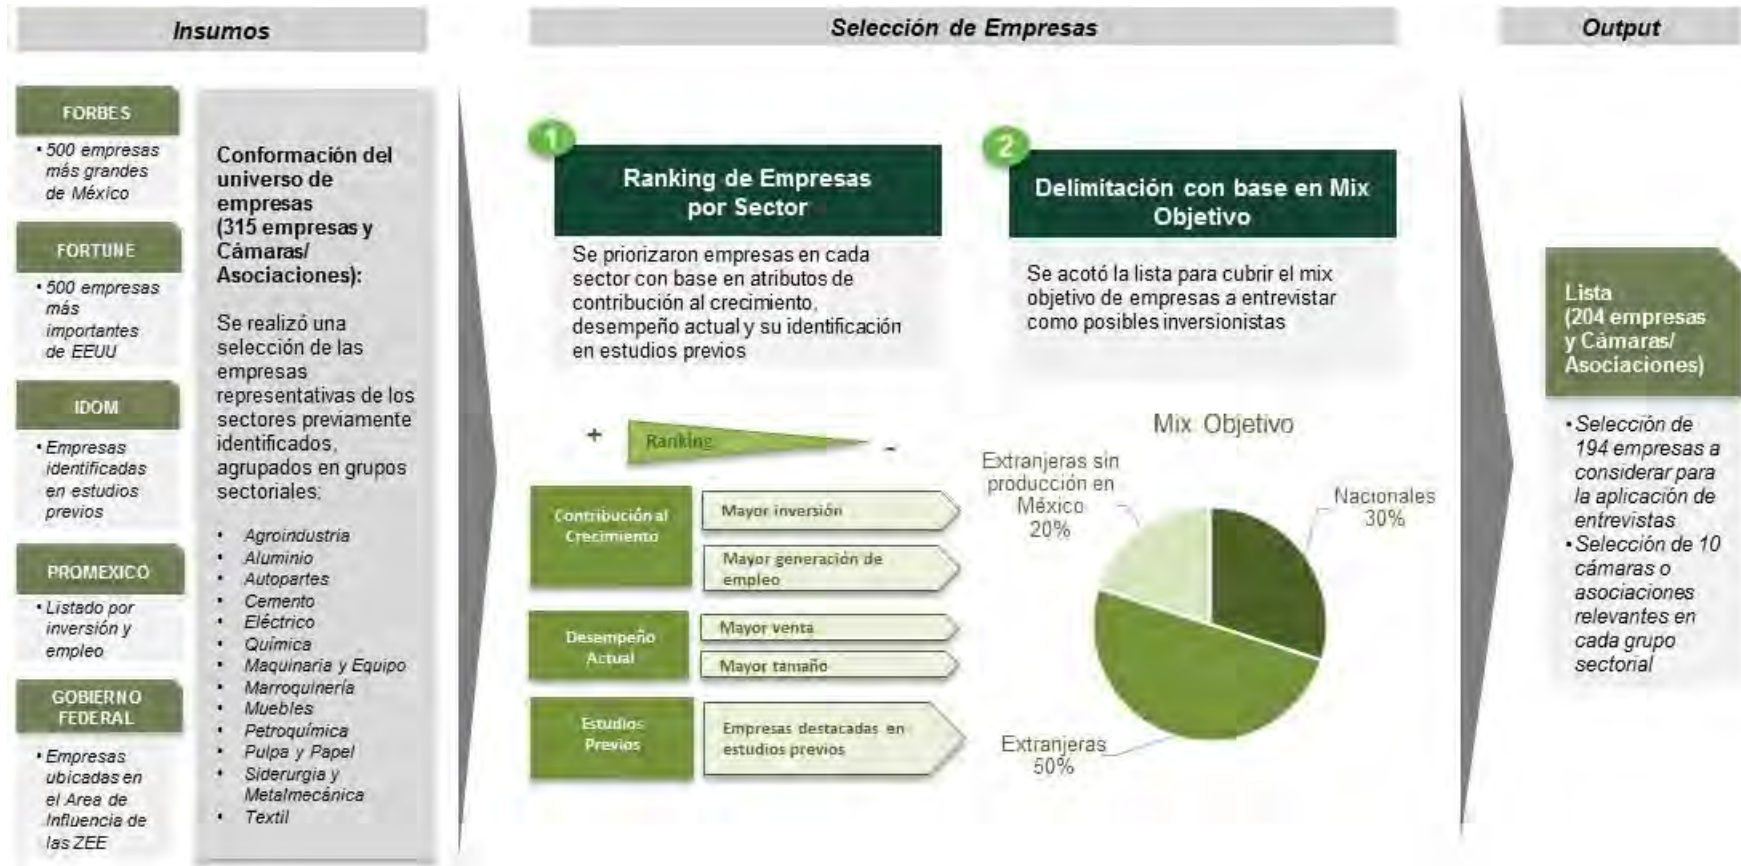 Insumos
FORBES
• 500 empresas
más grandes
de México
FORTUNE
• 500 empresas
más
importantes
de EEUU
IDOM
• Empresas
identificadas
en estudios
previos
PROMEXICO
• Listado por
inversión y
empleo
GOBIERNO
FEDERAL
• Empresas
ubicadas en
el Area de
Influencia de
las ZEE
Conformación del
universo de
empresas
(315 empresas y
Cámaras/
Asociaciones):
Se realizó una
selección de las
empresas
representativas de los
sectores previamente
identificados,
agrupados en grupos
sectoriales:
• Agroindustria
• Aluminio
• Autopartes
• Cemento
• Eléctrico
• Química
• Maquinaria y Equipo
• Marroquinería
• Muebles
• Petroquímica
• Pulpa y Papel
• Siderurgia y
Metalmecánica
• Textil
Selección de Empresas
1
Ranking de Empresas
por Sector
Se priorizaron empresas en cada
sector con base en atributos de
contribución al crecimiento,
desempeño actual y su identificación
en estudios previos
+ Ranking -
Contribución al
Crecimiento
Mayor inversión
Mayor generación de
empleo
Desempeño
Actual
Mayor venta
Mayor tamaño
Estudios
Previos
Empresas destacadas en
estudios previos
2
Delimitación con base en Mix
Objetivo
Se acotó la lista para cubrir el mix
objetivo de empresas a entrevistar
como posibles inversionistas
Mix Objetivo
Extranjeras sin
producción en
México
20%
Nacionales
30%
Extranjeras
50%
Output
Lista
(204 empresas
y Cámaras/
Asociaciones)
• Selección de
194 empresas a
considerar para
la aplicación de
entrevistas
• Selección de 10
cámaras o
asociaciones
relevantes en
cada grupo
sectorial